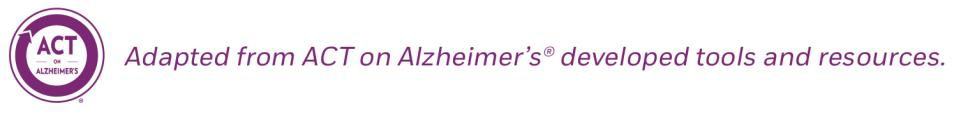 ACT
ON
ALZHEIMER'S
®
Adapted from ACT on Alzheimer's® developed tools and resources.